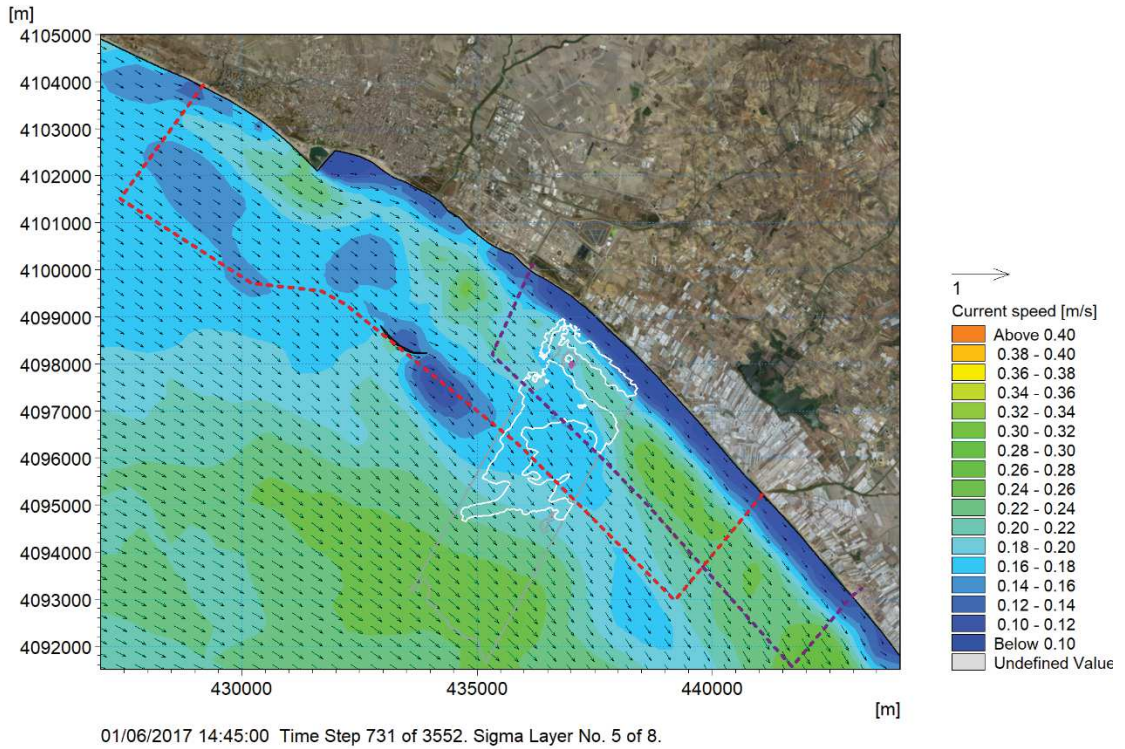 [m]
4105000
4104000
4103000
4102000
4101000
4100000
4099000
4098000
4097000
4096000
4095000
4094000
4093000
4092000
430000
435000
440000
[m]
1
Current speed [m/s]
Above 0.40
0.38 - 0.40
0.36 - 0.38
0.34 - 0.36
0.32 - 0.34
0.30 - 0.32
0.28 - 0.30
0.26 - 0.28
0.24 - 0.26
0.22 - 0.24
0.20 - 0.22
0.18 - 0.20
0.16 - 0.18
0.14 - 0.16
0.12 - 0.14
0.10 - 0.12
Below 0.10
Undefined Value
01/06/2017 14:45:00 Time Step 731 of 3552. Sigma Layer No. 5 of 8.